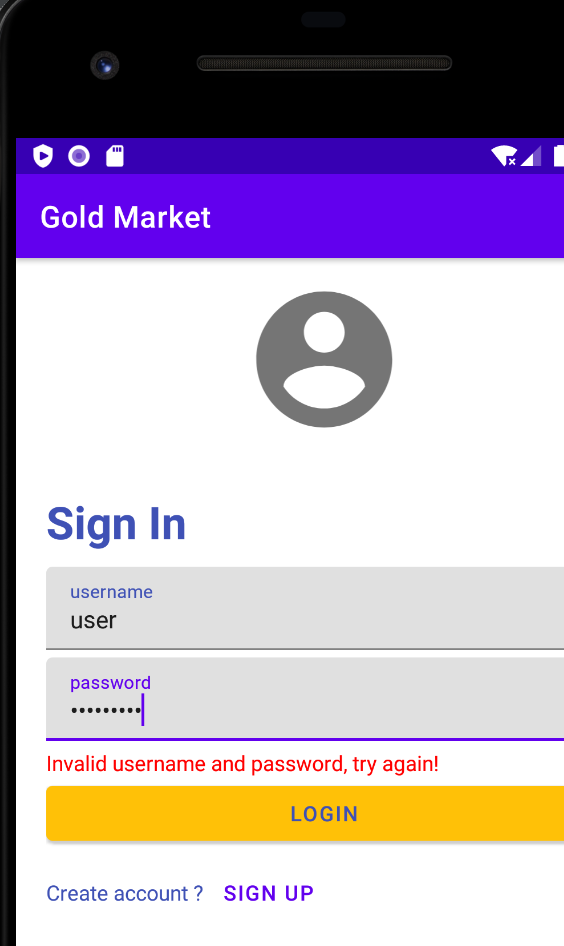 Gold Market
Sign In
username
user
password
•••••••••
Invalid username and password, try again!
LOGIN
Create account ? SIGN UP